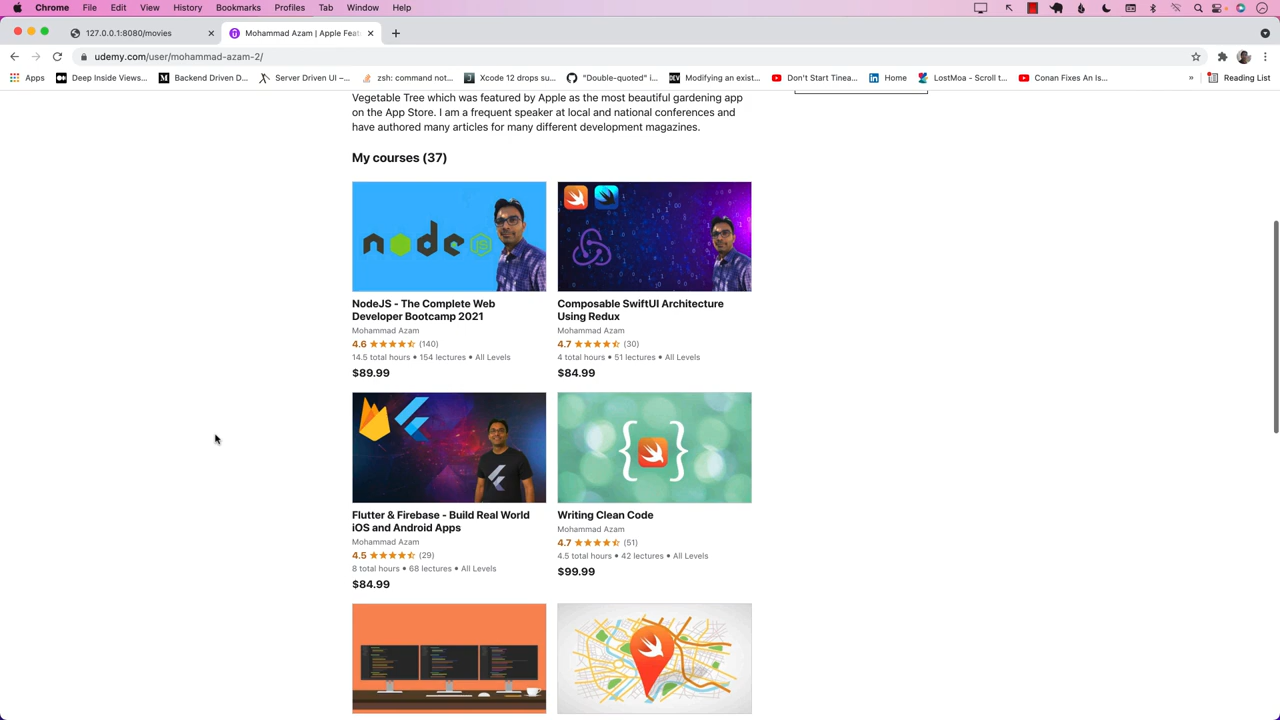 Chrome File Edit View History Bookmarks Profiles Tab Window Help
127.0.0.1:8080/movies
Mohammad Azam | Apple Feat
udemy.com/user/mohammad-azam-2/
Apps Deep Inside Views... Backend Driven D... Server Driven UI –... zsh: command not... Xcode 12 drops su... "Double-quoted" i... Modifying an exist... Don't Start Tinea... Home LostMoa - Scroll t... Conan Fixes An Is... » Reading List
Vegetable Tree which was featured by Apple as the most beautiful gardening app
on the App Store. I am a frequent speaker at local and national conferences and
have authored many articles for many different development magazines.
My courses (37)
node JS
NodeJS - The Complete Web
Developer Bootcamp 2021
Mohammad Azam
4.6 (140)
14.5 total hours • 154 lectures • All Levels
$89.99
Composable SwiftUI Architecture
Using Redux
Mohammad Azam
4.7 (30)
4 total hours • 51 lectures • All Levels
$84.99
Flutter & Firebase - Build Real World
iOS and Android Apps
Mohammad Azam
4.5 (29)
8 total hours • 68 lectures • All Levels
$84.99
{ }
Writing Clean Code
Mohammad Azam
4.7 (51)
4.5 total hours • 42 lectures • All Levels
$99.99